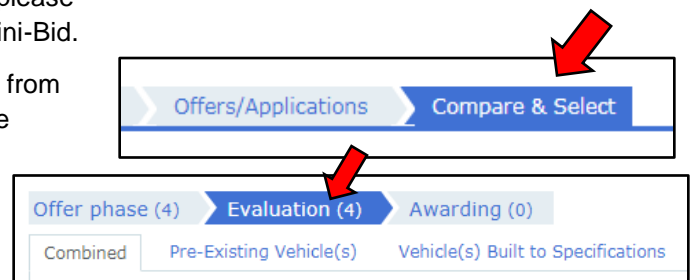 please
ini-Bid.
from
e
Offers/Applications Compare & Select
Offer phase (4) Evaluation (4) Awarding (0)
Combined Pre-Existing Vehicle(s) Vehicle(s) Built to Specifications